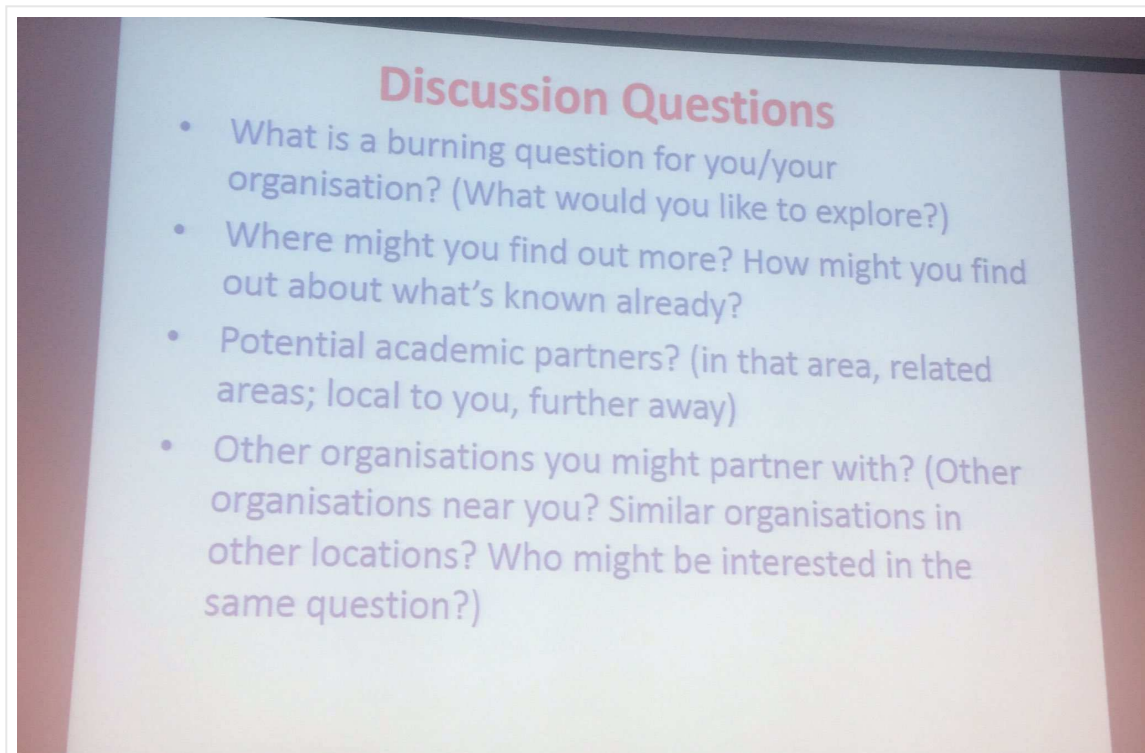 Discussion Questions
• What is a burning question for you/your
organisation? (What would you like to explore?)
• Where might you find out more? How might you find
out about what's known already?
• Potential academic partners? (in that area, related
areas; local to you, further away)
• Other organisations you might partner with? (Other
organisations near you? Similar organisations in
other locations? Who might be interested in the
same question?)